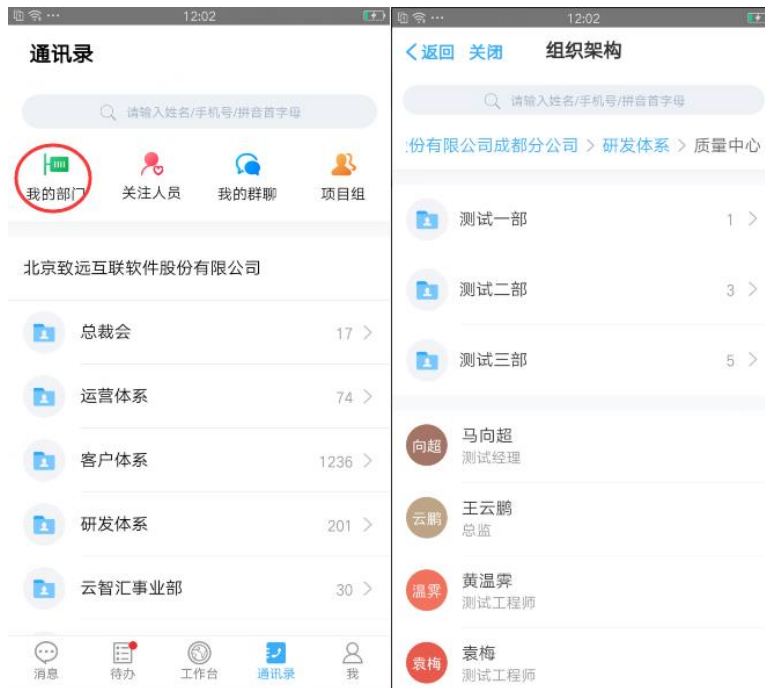 12:02
通讯录
请输入姓名/手机号/拼音首字母
我的部门 关注人员 我的群聊 项目组
北京致远互联软件股份有限公司
总裁会 17
运营体系 74
客户体系 1236
研发体系 201
云智汇事业部 30
消息 待办 工作台 通讯录 我
12:02
返回 关闭 组织架构
请输入姓名/手机号/拼音首字母
份有限公司成都分公司 > 研发体系 > 质量中心
测试一部 1
测试二部 3
测试三部 5
向超 马向超
测试经理
云鹏 王云鹏
总监
温霁 黄温霁
测试工程师
袁梅 袁梅
测试工程师